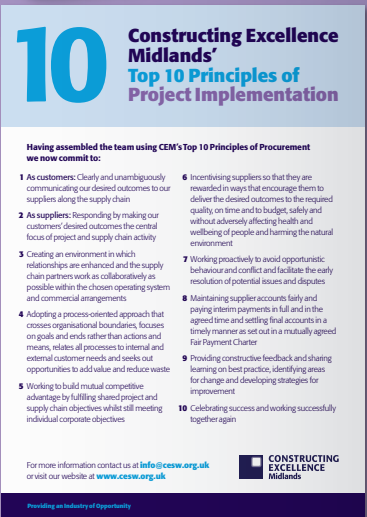 10
Constructing Excellence
Midlands’
Top 10 Principles of
Project Implementation
Having assembled the team using CEM’s Top 10 Principles of Procurement
we now commit to:
1 As customers: Clearly and unambiguously
communicating our desired outcomes to our
suppliers along the supply chain
2 As suppliers: Responding by making our
customers’ desired outcomes the central
focus of project and supply chain activity
3 Creating an environment in which
relationships are enhanced and the supply
chain partners work as collaboratively as
possible within the chosen operating system
and commercial arrangements
4 Adopting a process-oriented approach that
crosses organisational boundaries, focuses
on goals and ends rather than actions and
means, relates all processes to internal and
external customer needs and seeks out
opportunities to add value and reduce waste
5 Working to build mutual competitive
advantage by fulfilling shared project and
supply chain objectives whilst still meeting
individual corporate objectives
6 Incentivising suppliers so that they are
rewarded in ways that encourage them to
deliver the desired outcomes to the required
quality, on time and to budget, safely and
without adversely affecting health and
wellbeing of people and harming the natural
environment
7 Working proactively to avoid opportunistic
behaviour and conflict and facilitate the early
resolution of potential issues and disputes
8 Maintaining supplier accounts fairly and
paying interim payments in full and in the
agreed time and settling final accounts in a
timely manner as set out in a mutually agreed
Fair Payment Charter
9 Providing constructive feedback and sharing
learning on best practice, identifying areas
for change and developing strategies for
improvement
10 Celebrating success and working successfully
together again
For more information contact us at info@cesw.org.uk
or visit our website at www.cesw.org.uk
CONSTRUCTING
EXCELLENCE
Midlands
Providing an Industry of Opportunity